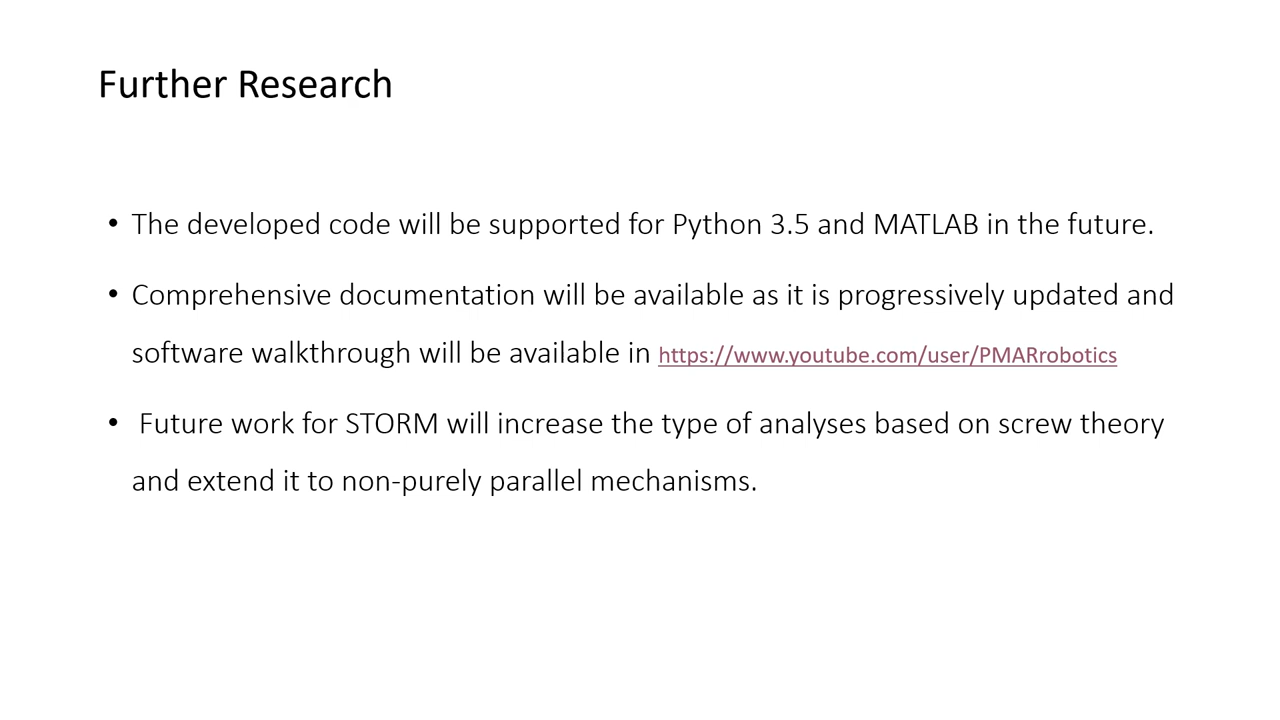 Further Research
• The developed code will be supported for Python 3.5 and MATLAB in the future.
• Comprehensive documentation will be available as it is progressively updated and
software walkthrough will be available in https://www.youtube.com/user/PMARrobotics
• Future work for STORM will increase the type of analyses based on screw theory
and extend it to non-purely parallel mechanisms.